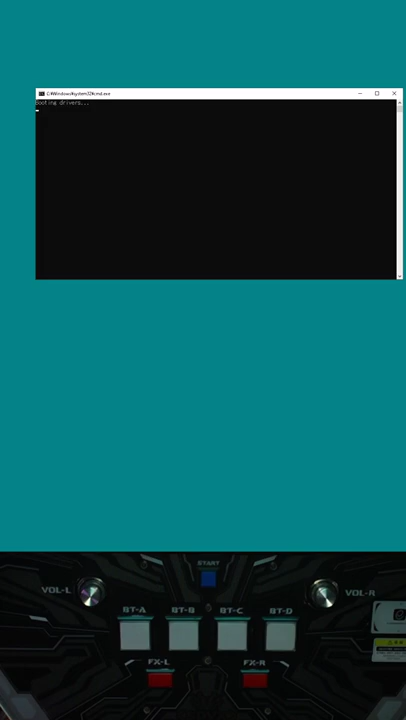 C:\Windows\system32\cmd.exe
Booting drivers...
START
VOL-L
VOL-R
BT-A
BT-B
BT-C
BT-D
FX-L
FX-R